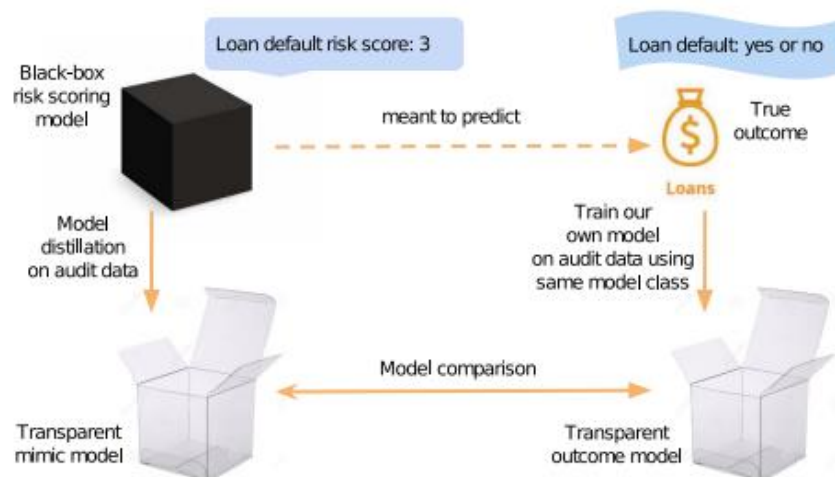 Loan default risk score: 3
Loan default: yes or no
Black-box
risk scoring
model
meant to predict
$
True
outcome
Loans
Model
distillation
on audit data
Train our
own model
on audit data using
same model class
Model comparison
Transparent
mimic model
Transparent
outcome model